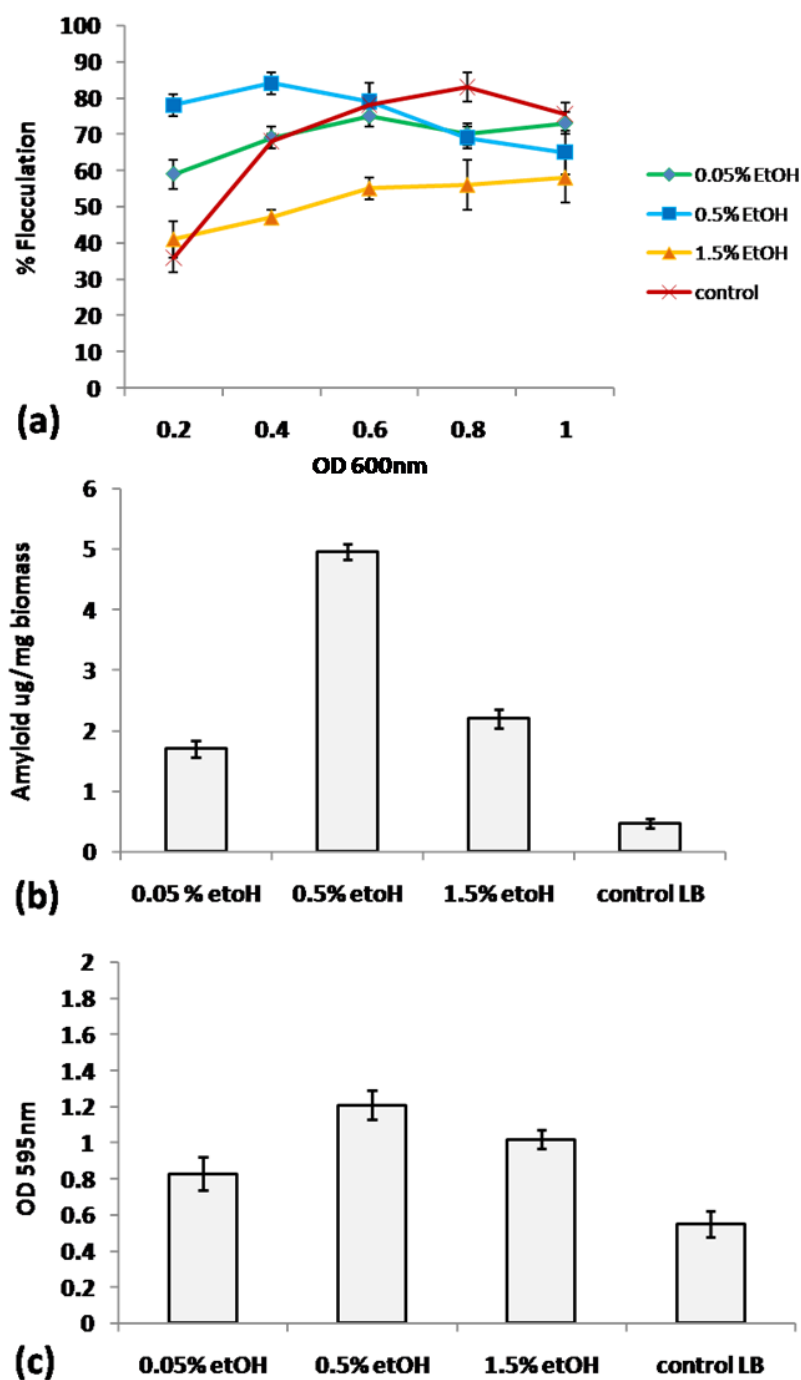 100
90
80
70
60
50
40
30
20
10
0
% Flocculation
0.2 0.4 0.6 0.8 1
OD 600nm
0.05% EtOH
0.5% EtOH
1.5% EtOH
control
(a)
6
5
4
3
2
1
0
Amyloid ug/mg biomass
0.05 % etoH 0.5% etoH 1.5% etoH control LB
(b)
2
1.8
1.6
1.4
1.2
1
0.8
0.6
0.4
0.2
0
OD 595nm
0.05% etOH 0.5% etOH 1.5% etOH control LB
(c)